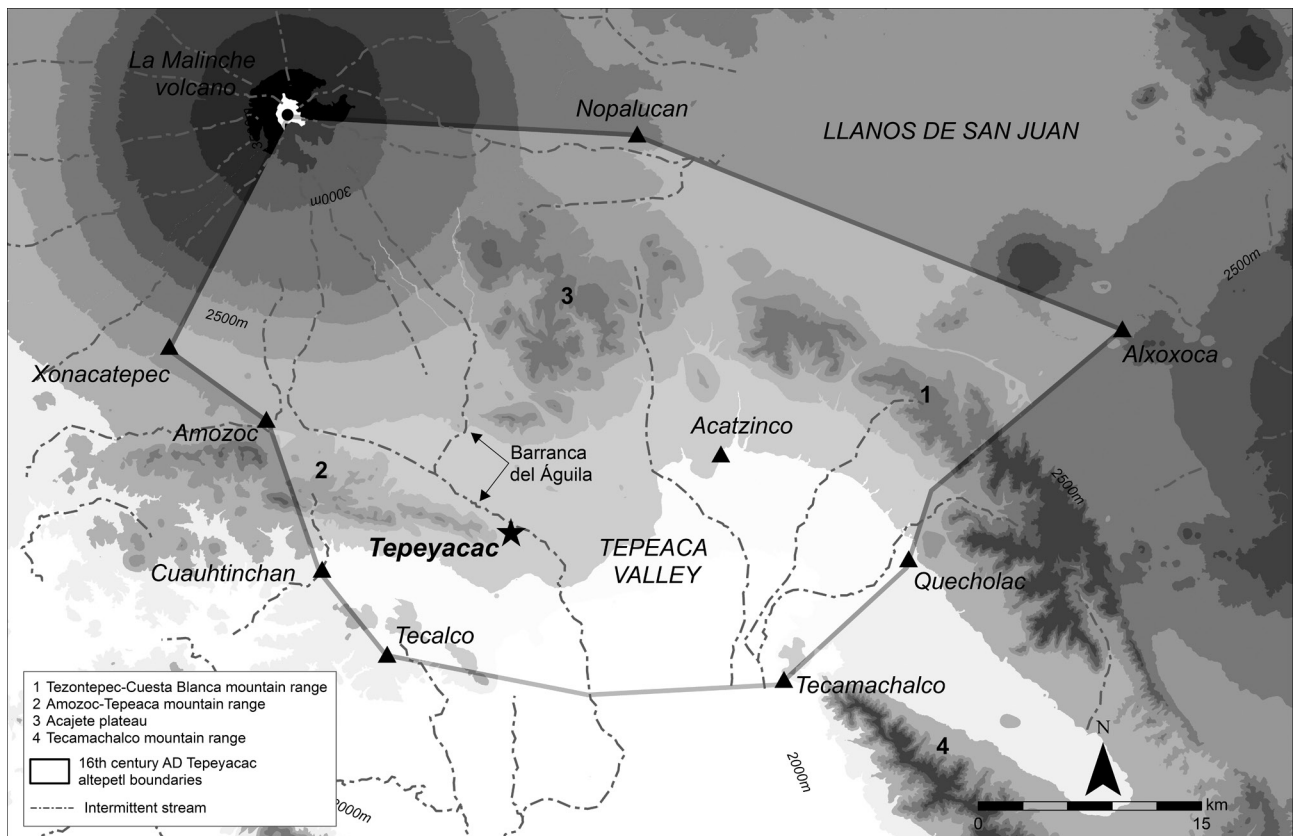 La Malinche
volcano
Nopalucan
LLANOS DE SAN JUAN
3000m
2500m
3
2500m
Xonacatepec
Alxoxoca
1
Amozoc
Acatzinco
Barranca
del Águila
2
2500m
Tepeyacac
TEPEACA
VALLEY
Cuauhtinchan
Quecholac
Tecalco
Tecamachalco
1 Tezontepec-Cuesta Blanca mountain range
2 Amozoc-Tepeaca mountain range
3 Acajete plateau
4 Tecamachalco mountain range
16th century AD Tepeyacac
altepetl boundaries
Intermittent stream
2000m
2000m
4
N
km
0
15